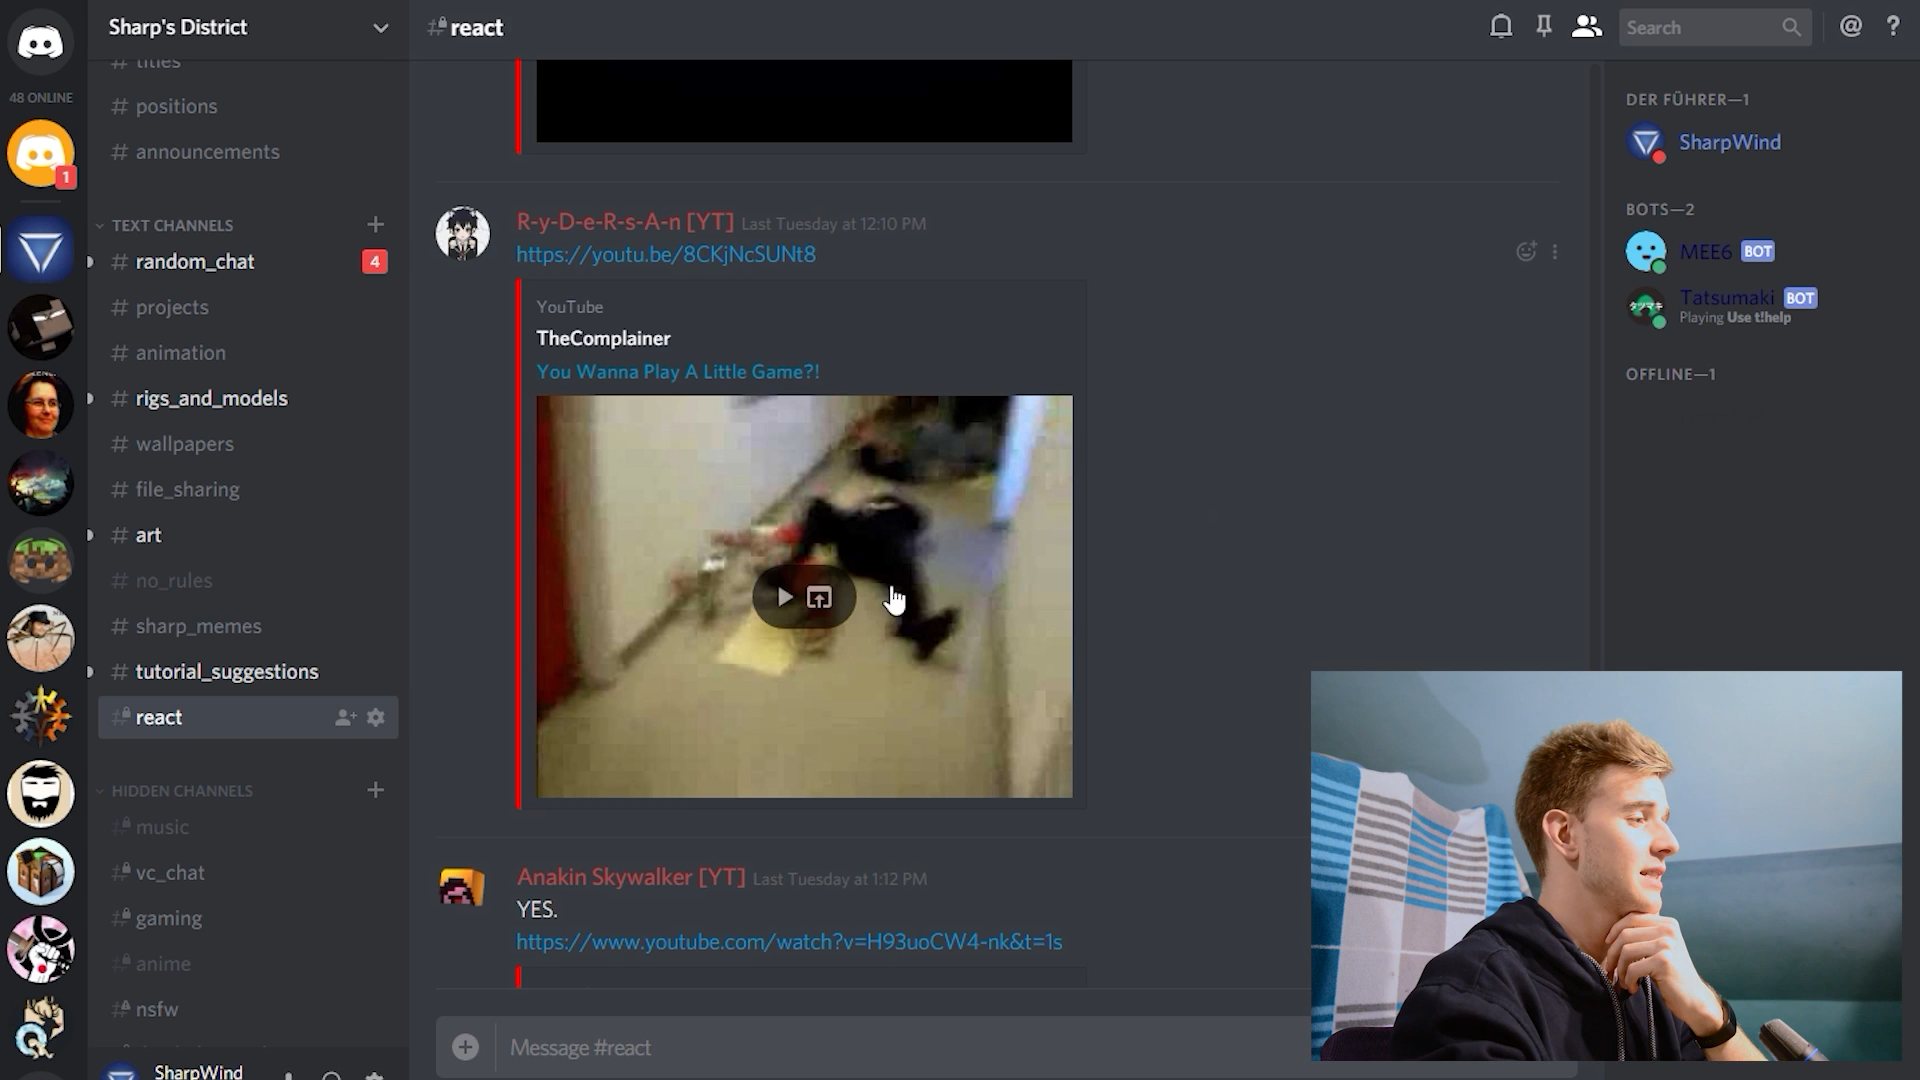 48 ONLINE
1
Sharp's District
titles
positions
announcements
TEXT CHANNELS
random_chat
4
projects
animation
rigs_and_models
wallpapers
file_sharing
art
no_rules
sharp_memes
tutorial_suggestions
react
HIDDEN CHANNELS
music
vc_chat
gaming
anime
nsfw
SharpWind
react
Search
R-y-D-e-R-s-A-n [YT] Last Tuesday at 12:10 PM
https://youtu.be/8CKjNcSUNt8
YouTube
TheComplainer
You Wanna Play A Little Game?!
Anakin Skywalker [YT] Last Tuesday at 1:12 PM
YES.
https://www.youtube.com/watch?v=H93uoCW4-nk&t=1s
Message #react
DER FÜHRER—1
SharpWind
BOTS—2
MEE6 BOT
Tatsumaki BOT
Playing Use t!help
OFFLINE—1